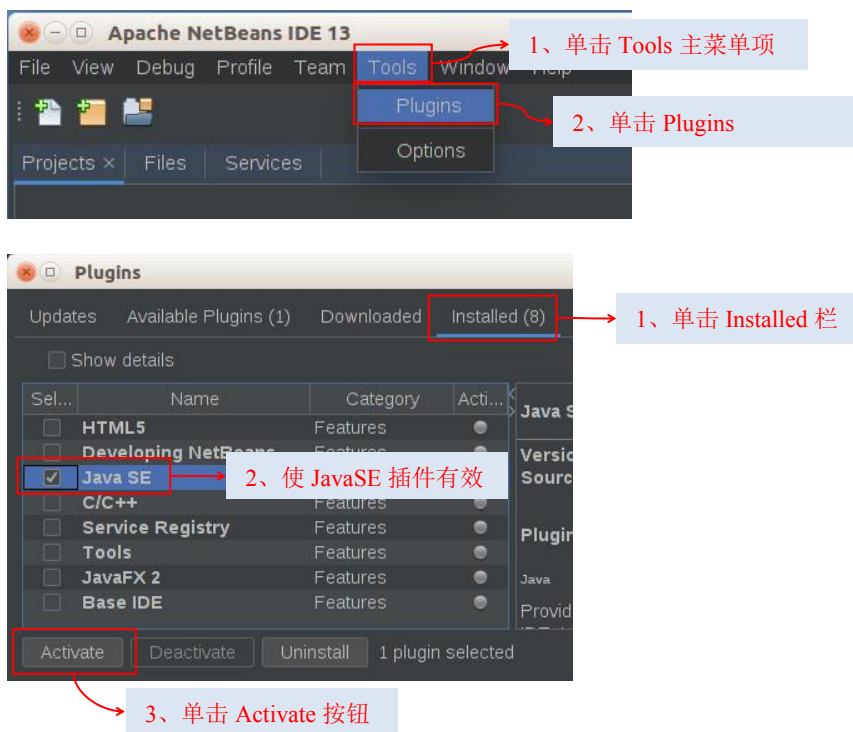 Apache NetBeans IDE 13
1、单击 Tools 主菜单项
File View Debug Profile Team Tools Window Help
Plugins
2、单击 Plugins
Options
Projects × Files Services
Plugins
Updates Available Plugins (1) Downloaded Installed (8)
1、单击 Installed 栏
Show details
Sel... Name Category Acti...
Java S
HTML5 Features
Developing NetBeans Features
Versio
Java SE
2、使 JavaSE 插件有效
Sourc
C/C++ Features
Service Registry Features
Plugin
Tools Features
JavaFX 2 Features
Java
Base IDE Features
Provid
Activate Deactivate Uninstall 1 plugin selected
3、单击 Activate 按钮